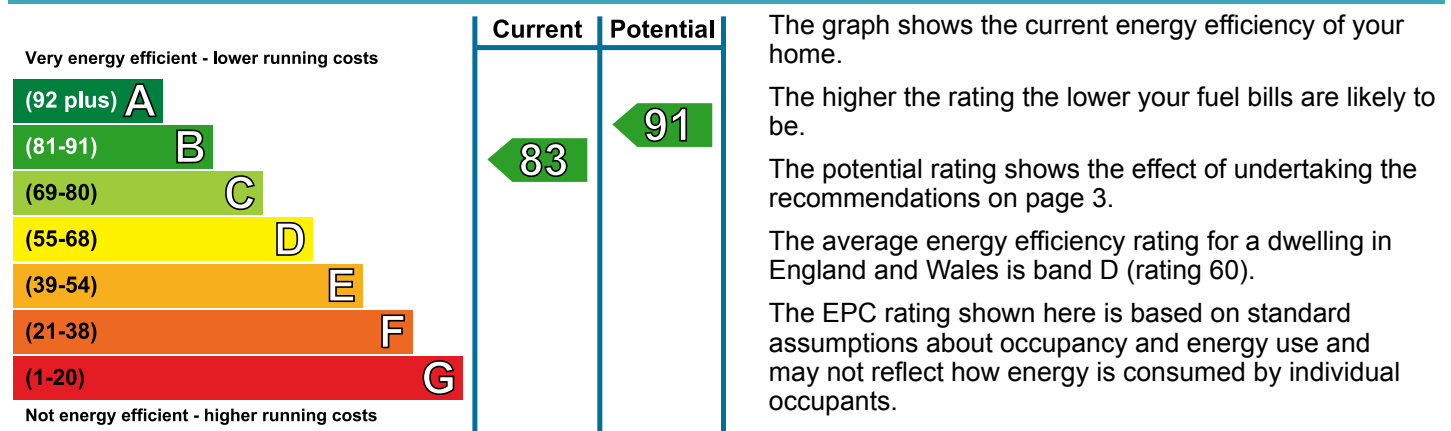 Current Potential
Very energy efficient - lower running costs
(92 plus) A
(81-91) B
(69-80) C
(55-68) D
(39-54) E
(21-38) F
(1-20) G
Not energy efficient - higher running costs
83
91
The graph shows the current energy efficiency of your
home.
The higher the rating the lower your fuel bills are likely to
be.
The potential rating shows the effect of undertaking the
recommendations on page 3.
The average energy efficiency rating for a dwelling in
England and Wales is band D (rating 60).
The EPC rating shown here is based on standard
assumptions about occupancy and energy use and
may not reflect how energy is consumed by individual
occupants.